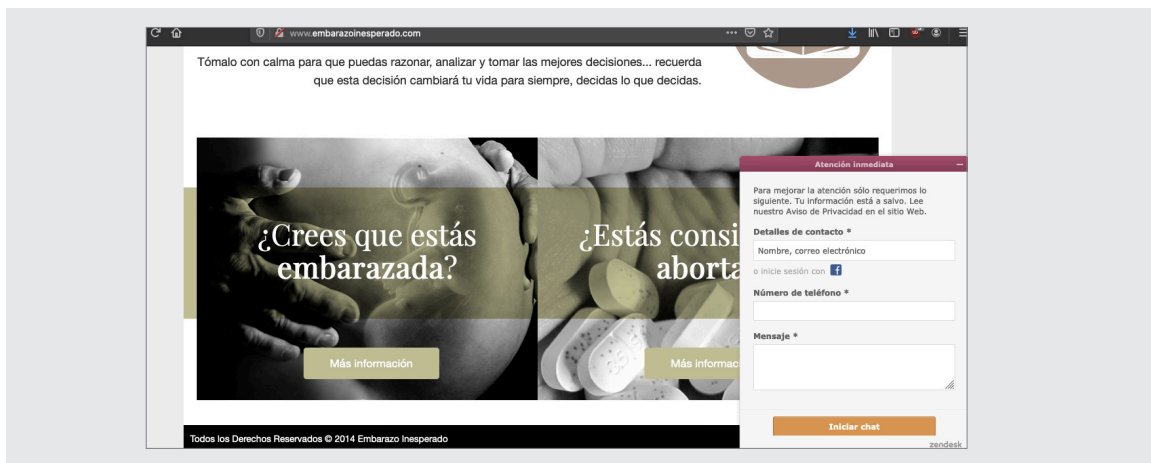 www.embarazoinesperado.com
Tómalo con calma para que puedas razonar, analizar y tomar las mejores decisiones... recuerda
que esta decisión cambiará tu vida para siempre, decidas lo que decidas.
¿Crees que estás
embarazada?
Más información
¿Estás consi
aborta
Más informac
Atención inmediata
Para mejorar la atención sólo requerimos lo
siguiente. Tu información está a salvo. Lee
nuestro Aviso de Privacidad en el sitio Web.
Detalles de contacto *
Nombre, correo electrónico
o inicie sesión con f
Número de teléfono *
Mensaje *
Iniciar chat
zendesk
Todos los Derechos Reservados © 2014 Embarazo Inesperado